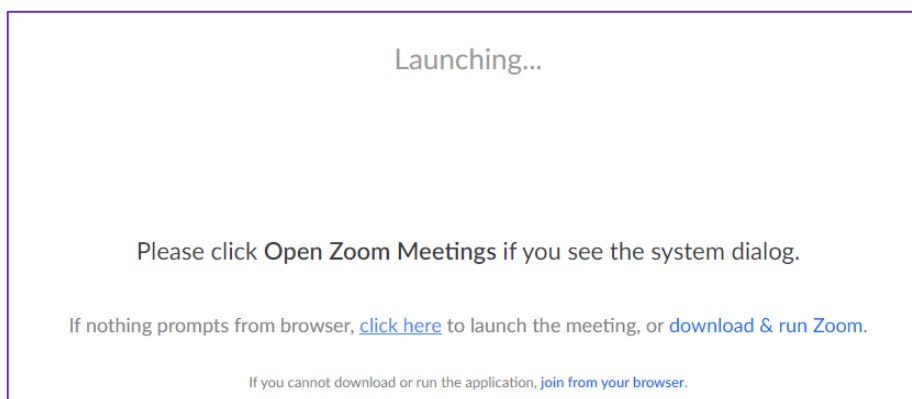 Launching...
Please click Open Zoom Meetings if you see the system dialog.
If nothing prompts from browser, click here to launch the meeting, or download & run Zoom.
If you cannot download or run the application, join from your browser.